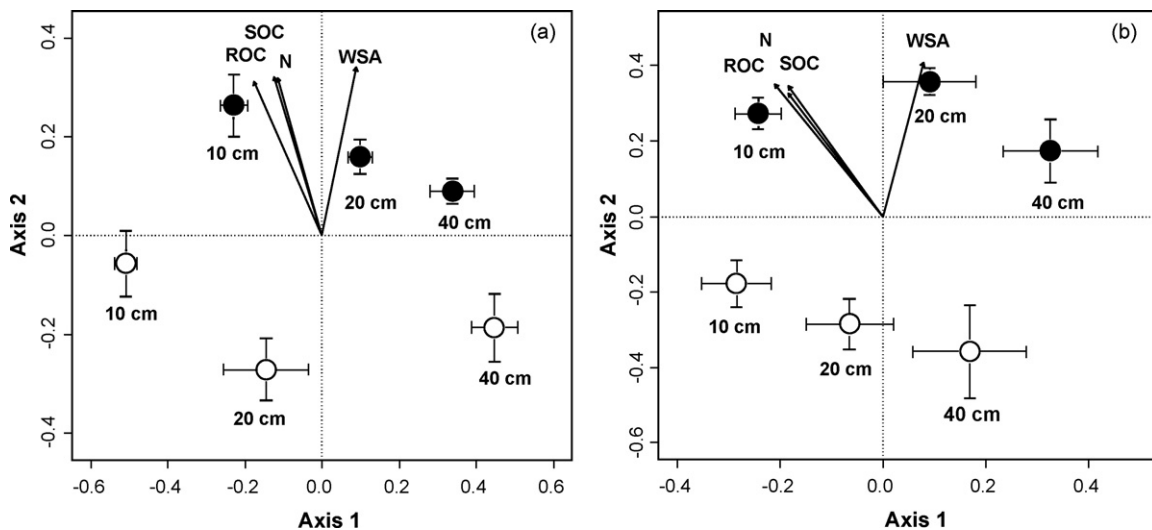 (a)
SOC
ROC
N
WSA
10 cm
20 cm
40 cm
10 cm
20 cm
40 cm
0.4
0.2
0.0
-0.2
-0.4
Axis 2
-0.6 -0.4 -0.2 0.0 0.2 0.4 0.6
Axis 1
(b)
N
WSA
ROC
SOC
20 cm
10 cm
40 cm
10 cm
20 cm
40 cm
0.4
0.2
0.0
-0.2
-0.4
-0.6
Axis 2
-0.4 -0.2 0.0 0.2 0.4
Axis 1